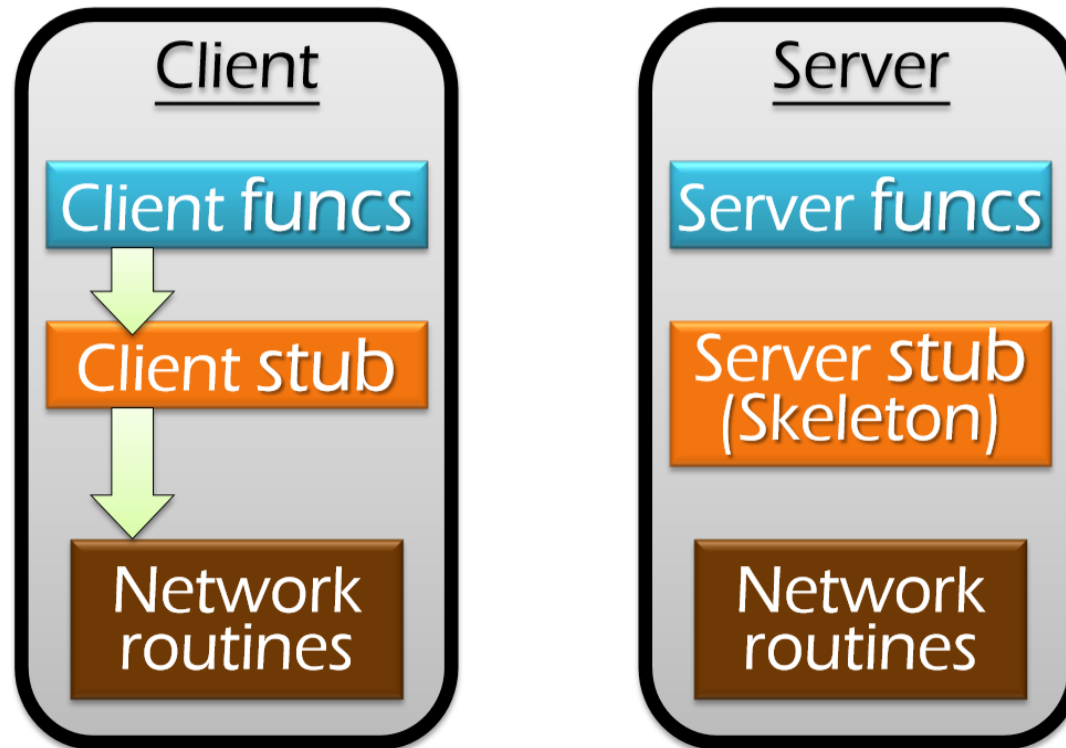 Client
Client funcs
Client stub
Network
routines
Server
Server funcs
Server stub
(Skeleton)
Network
routines